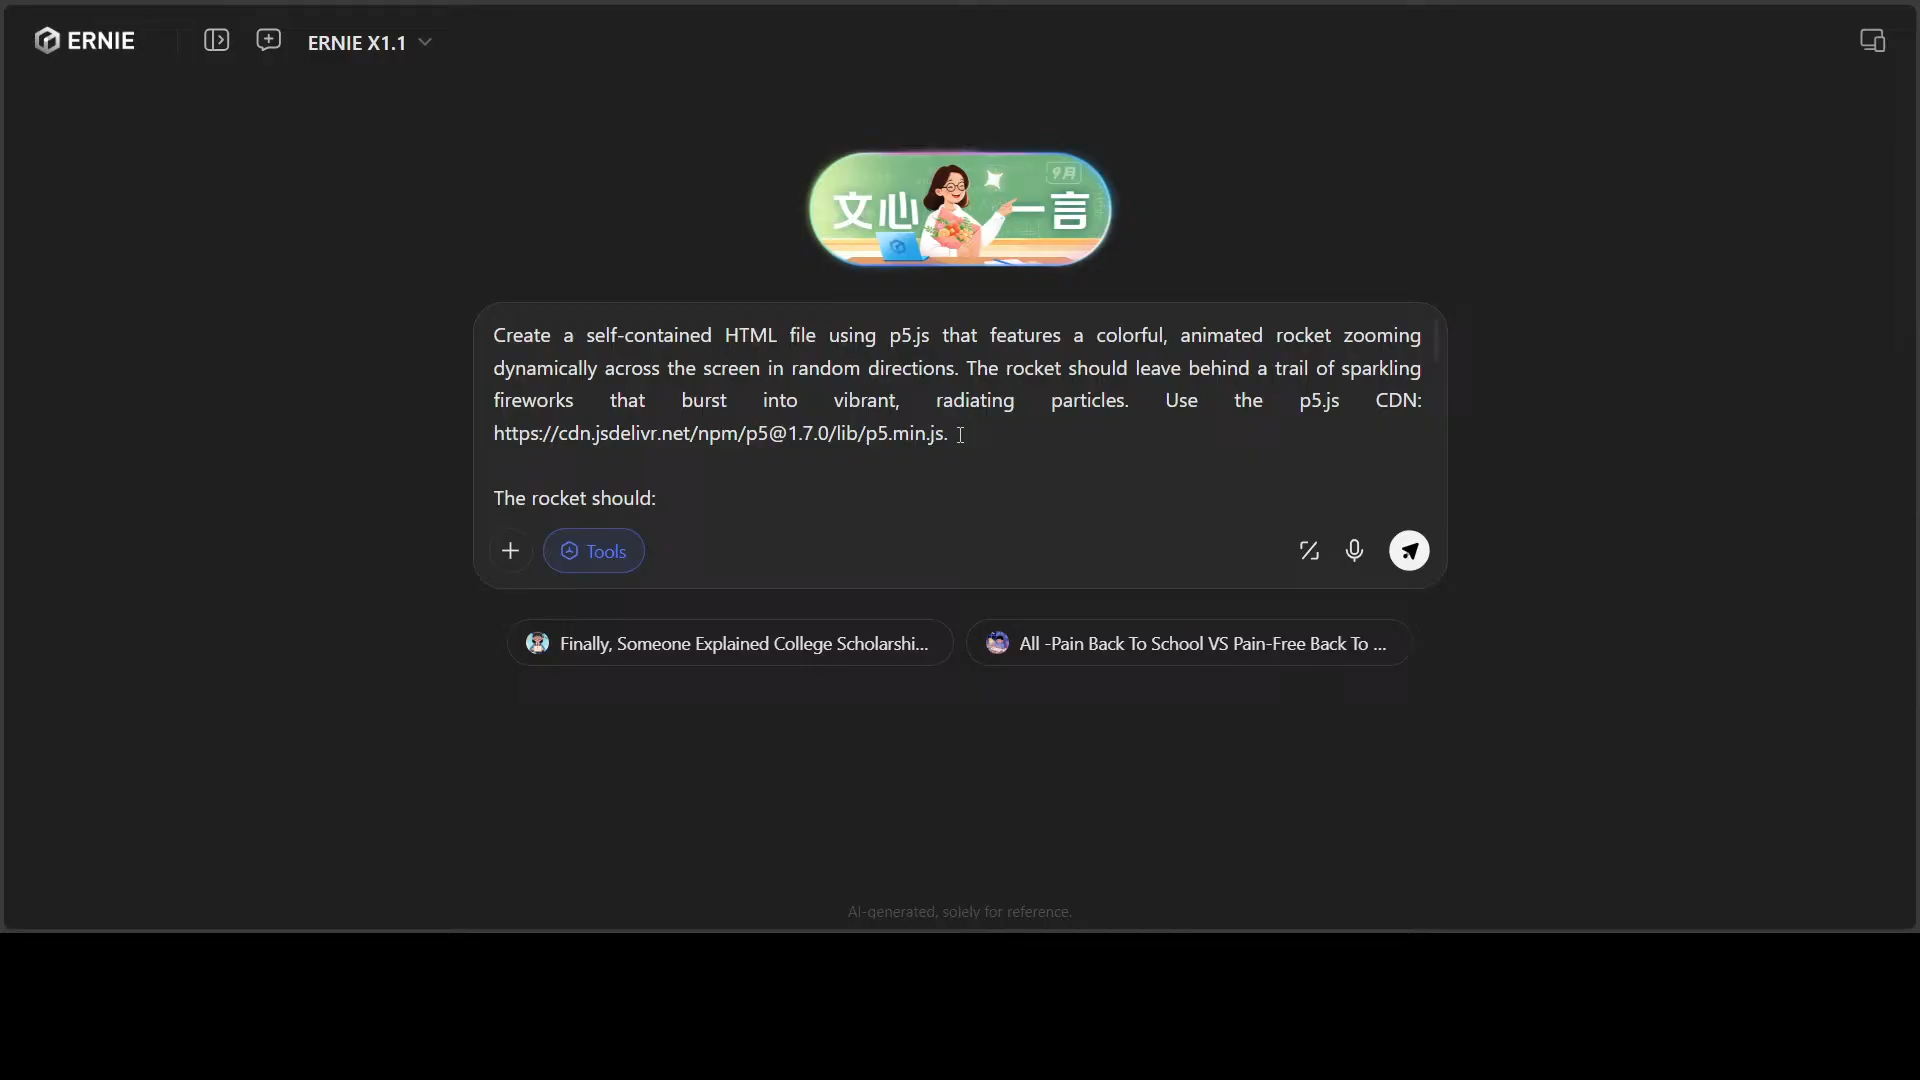 ERNIE
ERNIE X1.1
文心一言
9月
Create a self-contained HTML file using p5.js that features a colorful, animated rocket zooming
dynamically across the screen in random directions. The rocket should leave behind a trail of sparkling
fireworks that burst into vibrant, radiating particles. Use the p5.js CDN:
https://cdn.jsdelivr.net/npm/p5@1.7.0/lib/p5.min.js.
The rocket should:
Tools
Finally, Someone Explained College Scholarshi...
All -Pain Back To School VS Pain-Free Back To ...
AI-generated, solely for reference.